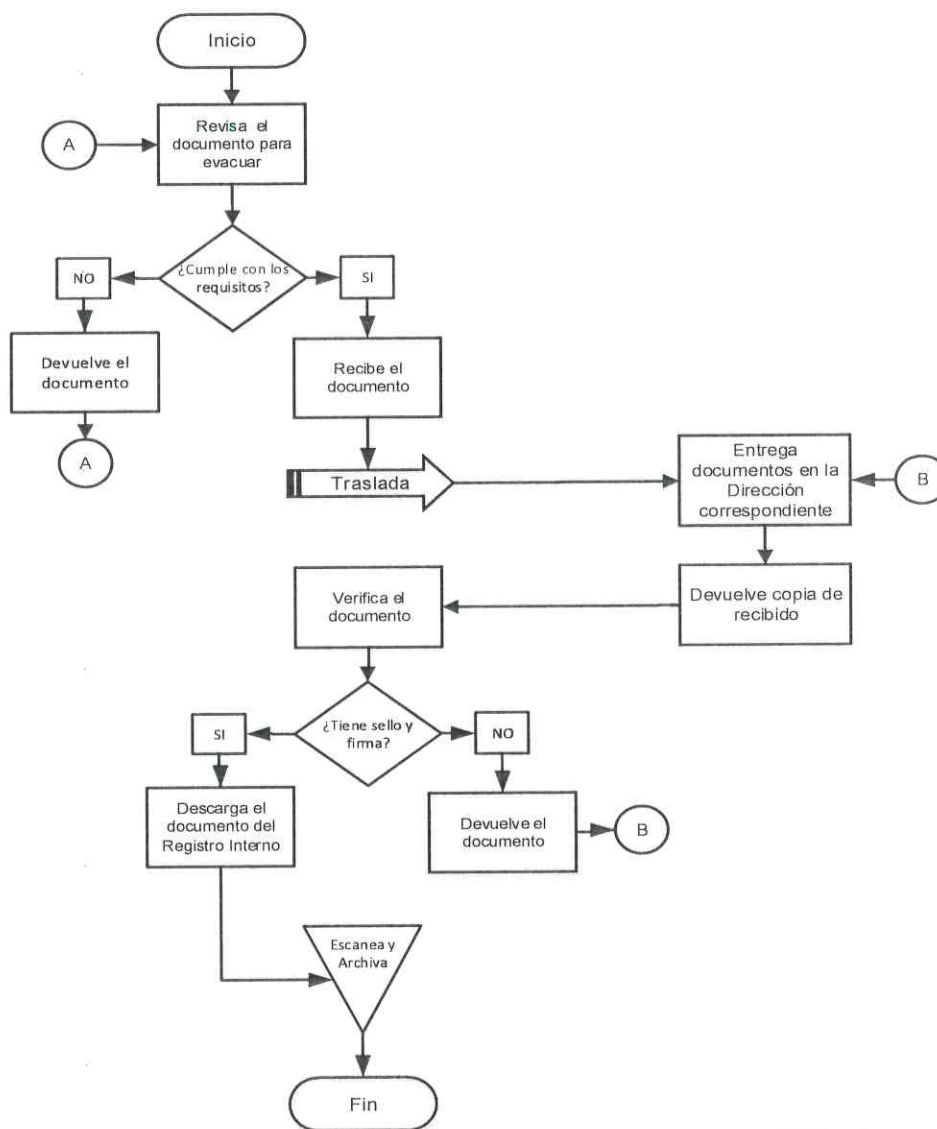 Inicio
Revisa el
documento para
evacuar
A
¿Cumple con los
requisitos?
NO
SI
Devuelve el
documento
Recibe el
documento
A
Traslada
Entrega
documentos en la
Dirección
correspondiente
B
Verifica el
documento
Devuelve copia de
recibido
¿Tiene sello y
firma?
SI
NO
Descarga el
documento del
Registro Interno
Devuelve el
documento
B
Escanea y
Archiva
Fin